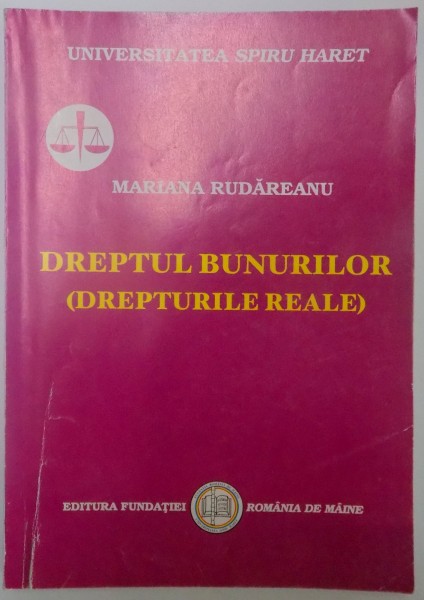 UNIVERSITATEA SPIRU HARET
MARIANA RUDĂREANU
DREPTUL BUNURILOR
(DREPTURILE REALE)
EDITURA FUNDAȚIEI ROMÂNIA DE MÂINE